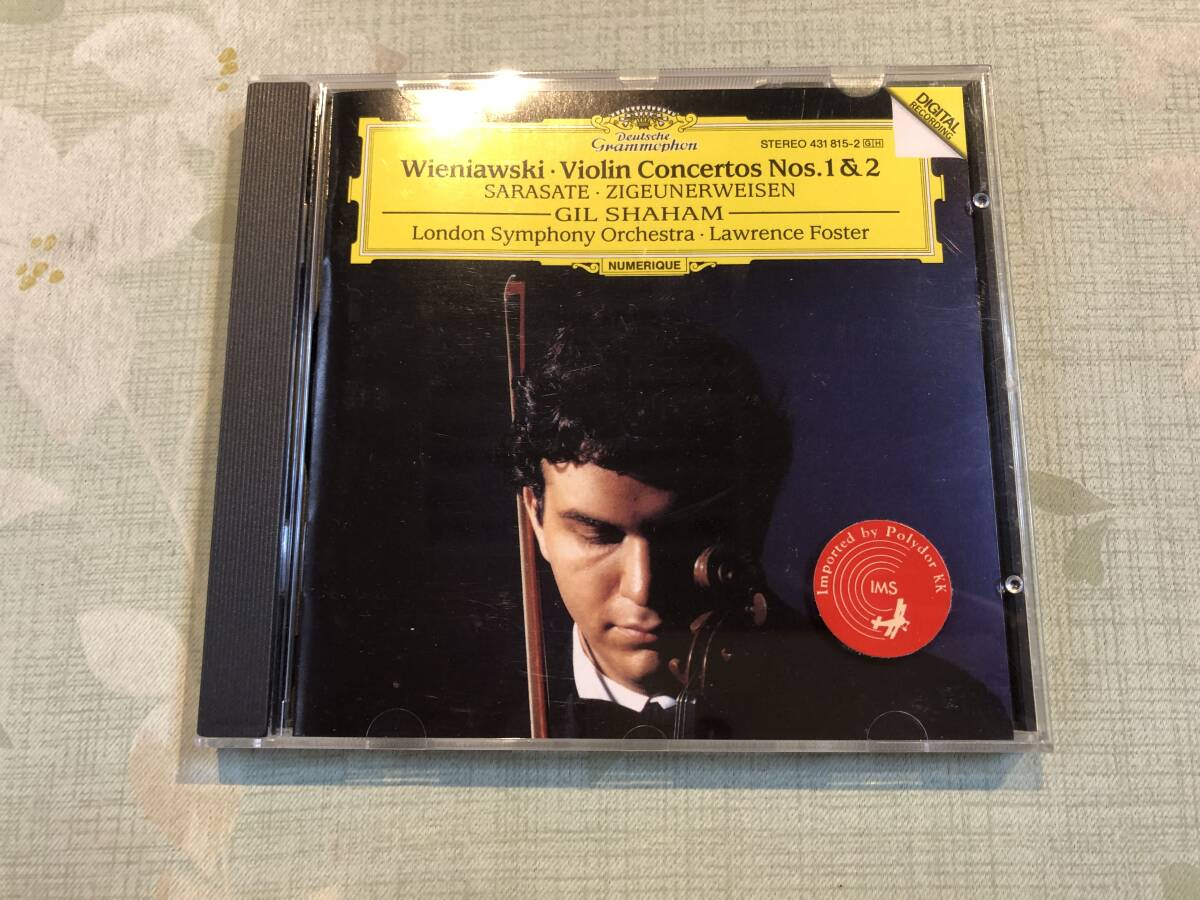 Deutsche
Grammophon
STEREO 431 815-2 GH
DIGITAL
RECORDING
Wieniawski · Violin Concertos Nos. 1 & 2
SARASATE · ZIGEUNERWEISEN
GIL SHAHAM
London Symphony Orchestra · Lawrence Foster
NUMERIQUE
Imported by Polydor KK
IMS